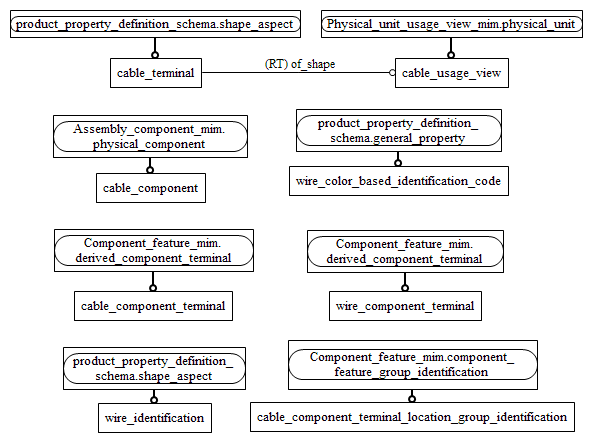 product_property_definition_schema.shape_aspect
Physical_unit_usage_view_mim.physical_unit
cable_terminal
(RT) of_shape
cable_usage_view
Assembly_component_mim.
physical_component
product_property_definition_
schema.general_property
cable_component
wire_color_based_identification_code
Component_feature_mim.
derived_component_terminal
Component_feature_mim.
derived_component_terminal
cable_component_terminal
wire_component_terminal
product_property_definition_
schema.shape_aspect
Component_feature_mim.component_
feature_group_identification
wire_identification
cable_component_terminal_location_group_identification